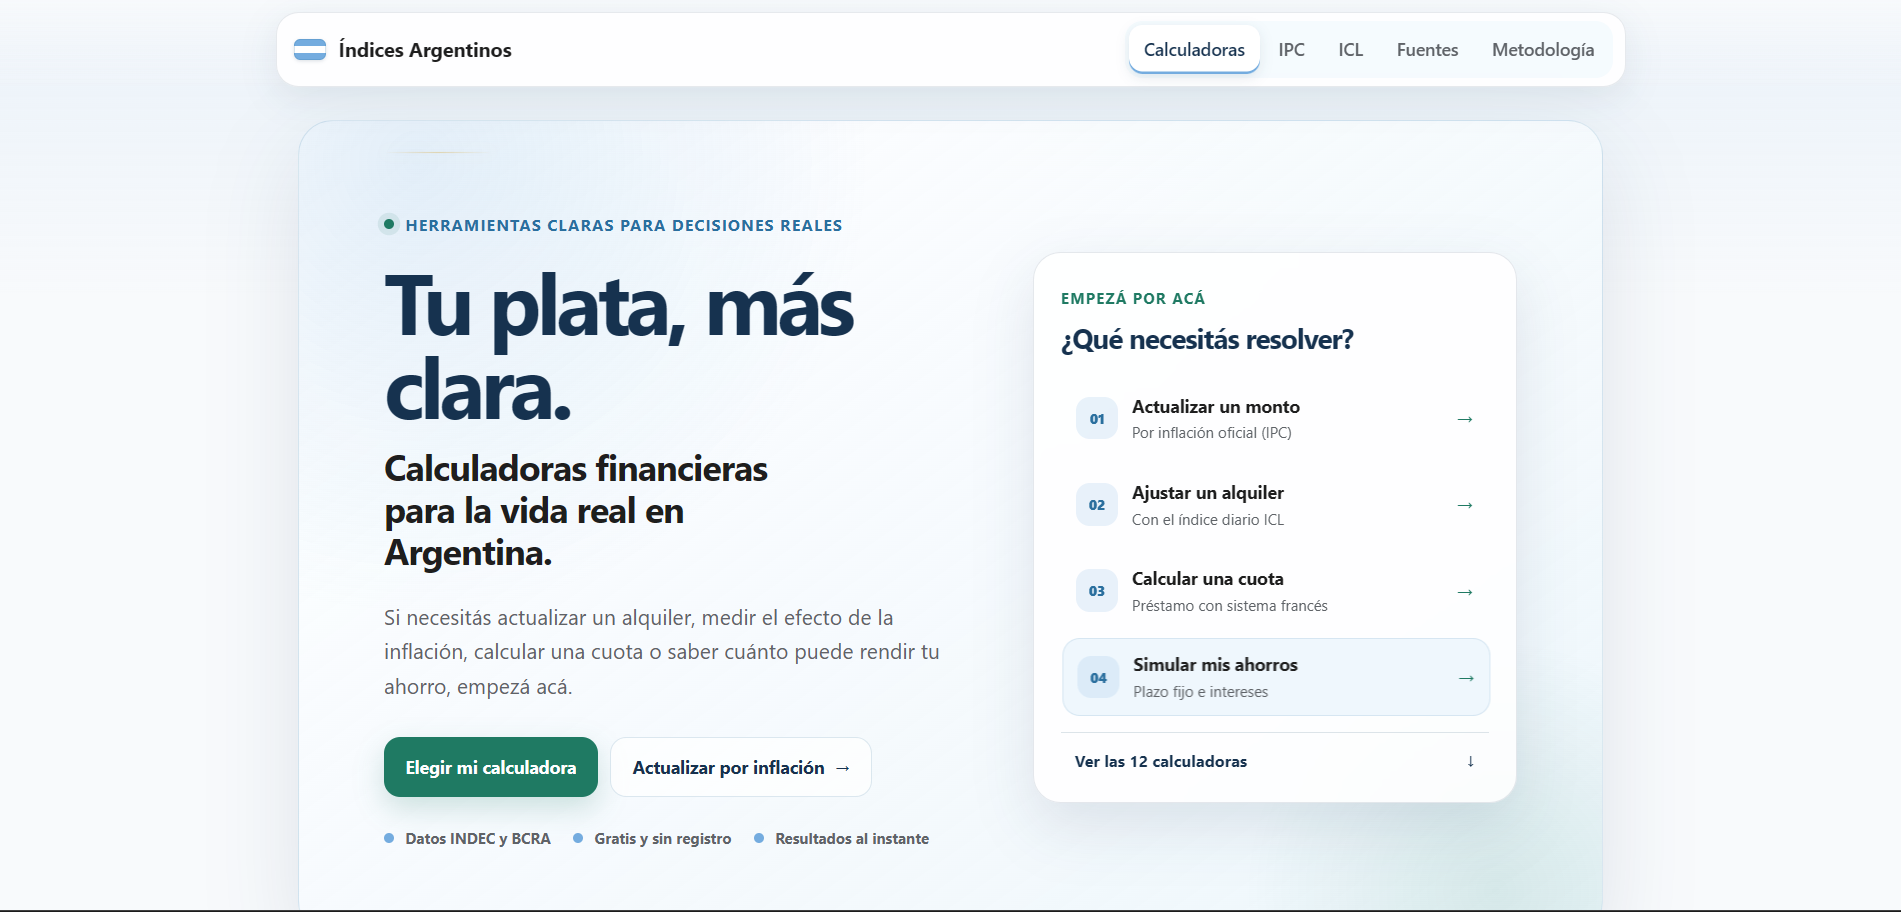 Índices Argentinos
Calculadoras IPC ICL Fuentes Metodología
HERRAMIENTAS CLARAS PARA DECISIONES REALES
Tu plata, más
clara.
Calculadoras financieras
para la vida real en
Argentina.
Si necesitás actualizar un alquiler, medir el efecto de la
inflación, calcular una cuota o saber cuánto puede rendir tu
ahorro, empezá acá.
Elegir mi calculadora
Actualizar por inflación →
Datos INDEC y BCRA
Gratis y sin registro
Resultados al instante
EMPEZÁ POR ACÁ
¿Qué necesitás resolver?
01
Actualizar un monto
Por inflación oficial (IPC)
→
02
Ajustar un alquiler
Con el índice diario ICL
→
03
Calcular una cuota
Préstamo con sistema francés
→
04
Simular mis ahorros
Plazo fijo e intereses
→
Ver las 12 calculadoras ↓